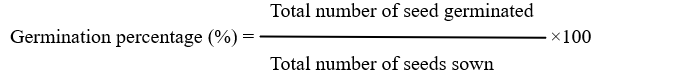 Total number of seed germinated
Germination percentage (%) = ×100
Total number of seeds sown